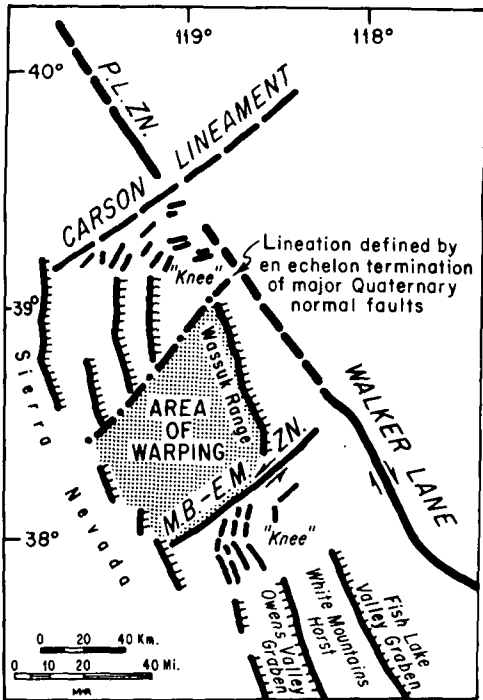 119°
118°
40°
P.L.ZN.
CARSON LINEAMENT
"Knee"
Lineation defined by
en echelon termination
of major Quaternary
normal faults
39°
Sierra Nevada
Wassuk Range
AREA
OF
WARPING
WALKER LANE
M.B.-E.M. ZN.
"Knee"
38°
Owens Valley
Graben
White Mountains
Horst
Fish Lake
Valley Graben
0 20 40 Km.
0 20 40 Mi.